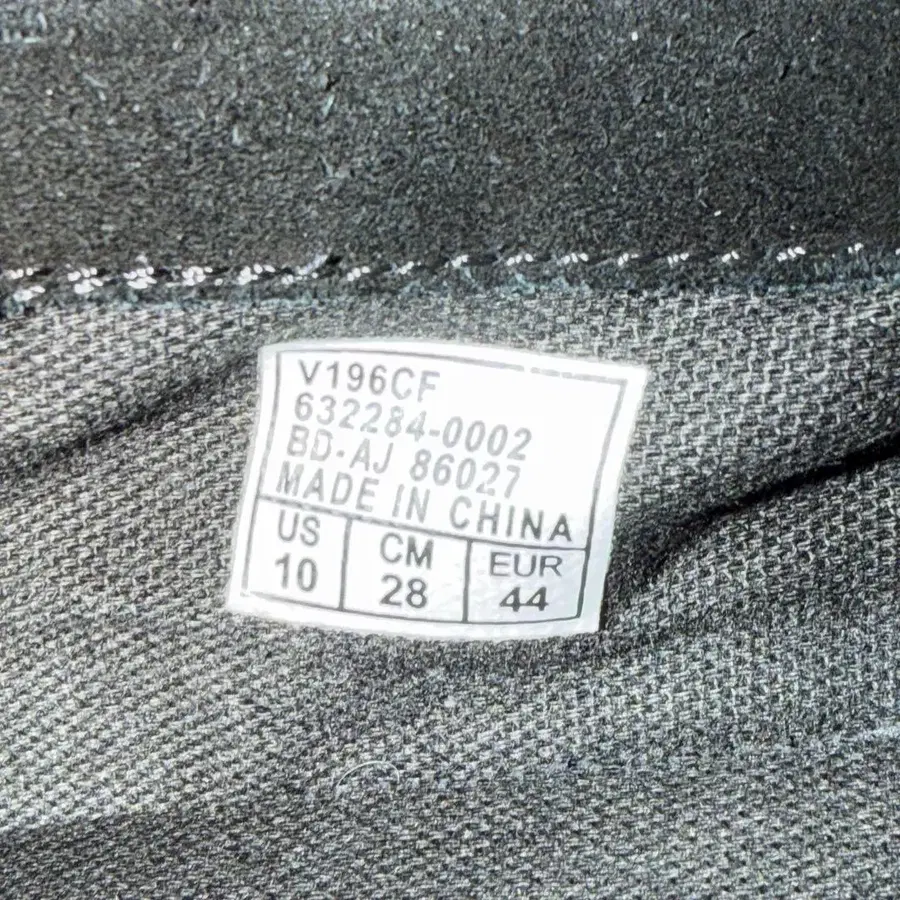 V196CF
632284-0002
BD-AJ 86027
MADE IN CHINA
US CM EUR
10 28 44